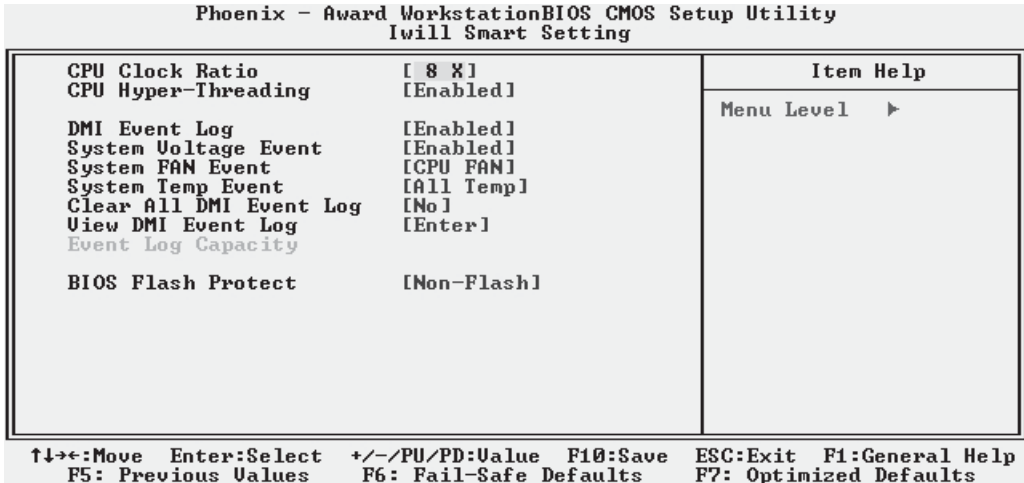 Phoenix - Award WorkstationBIOS CMOS Setup Utility
Iwill Smart Setting
CPU Clock Ratio [ 8 X]
CPU Hyper-Threading [Enabled]
DMI Event Log [Enabled]
System Voltage Event [Enabled]
System FAN Event [CPU FAN]
System Temp Event [All Temp]
Clear All DMI Event Log [No]
View DMI Event Log [Enter]
Event Log Capacity
BIOS Flash Protect [Non-Flash]
Item Help
Menu Level ▶
↑↓→←:Move Enter:Select +/-/PU/PD:Value F10:Save ESC:Exit F1:General Help
F5: Previous Values F6: Fail-Safe Defaults F7: Optimized Defaults